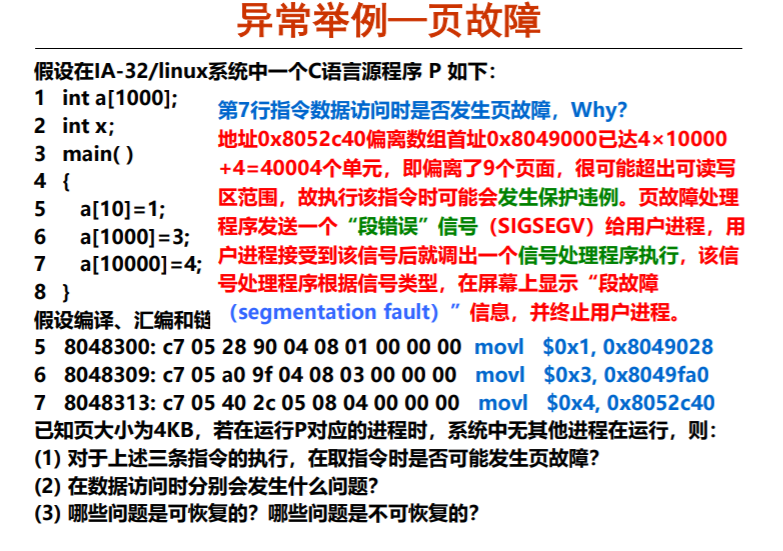 异常举例—页故障
假设在IA-32/linux系统中一个C语言源程序 P 如下：
1 int a[1000];
2 int x;
3 main( )
4 {
5 a[10]=1;
6 a[1000]=3;
7 a[10000]=4;
8 }
第7行指令数据访问时是否发生页故障，Why?
地址0x8052c40偏离数组首址0x8049000已达4×10000
+4=40004个单元，即偏离了9个页面，很可能超出可读写
区范围，故执行该指令时可能会发生保护违例。页故障处理
程序发送一个“段错误”信号（SIGSEGV）给用户进程，用
户进程接受到该信号后就调出一个信号处理程序执行，该信
号处理程序根据信号类型，在屏幕上显示“段故障
（segmentation fault）”信息，并终止用户进程。
假设编译、汇编和链
5 8048300: c7 05 28 90 04 08 01 00 00 00 movl $0x1, 0x8049028
6 8048309: c7 05 a0 9f 04 08 03 00 00 00 movl $0x3, 0x8049fa0
7 8048313: c7 05 40 2c 05 08 04 00 00 00 movl $0x4, 0x8052c40
已知页大小为4KB，若在运行P对应的进程时，系统中无其他进程在运行，则：
(1) 对于上述三条指令的执行，在取指令时是否可能发生页故障？
(2) 在数据访问时分别会发生什么问题？
(3) 哪些问题是可恢复的？哪些问题是不可恢复的？